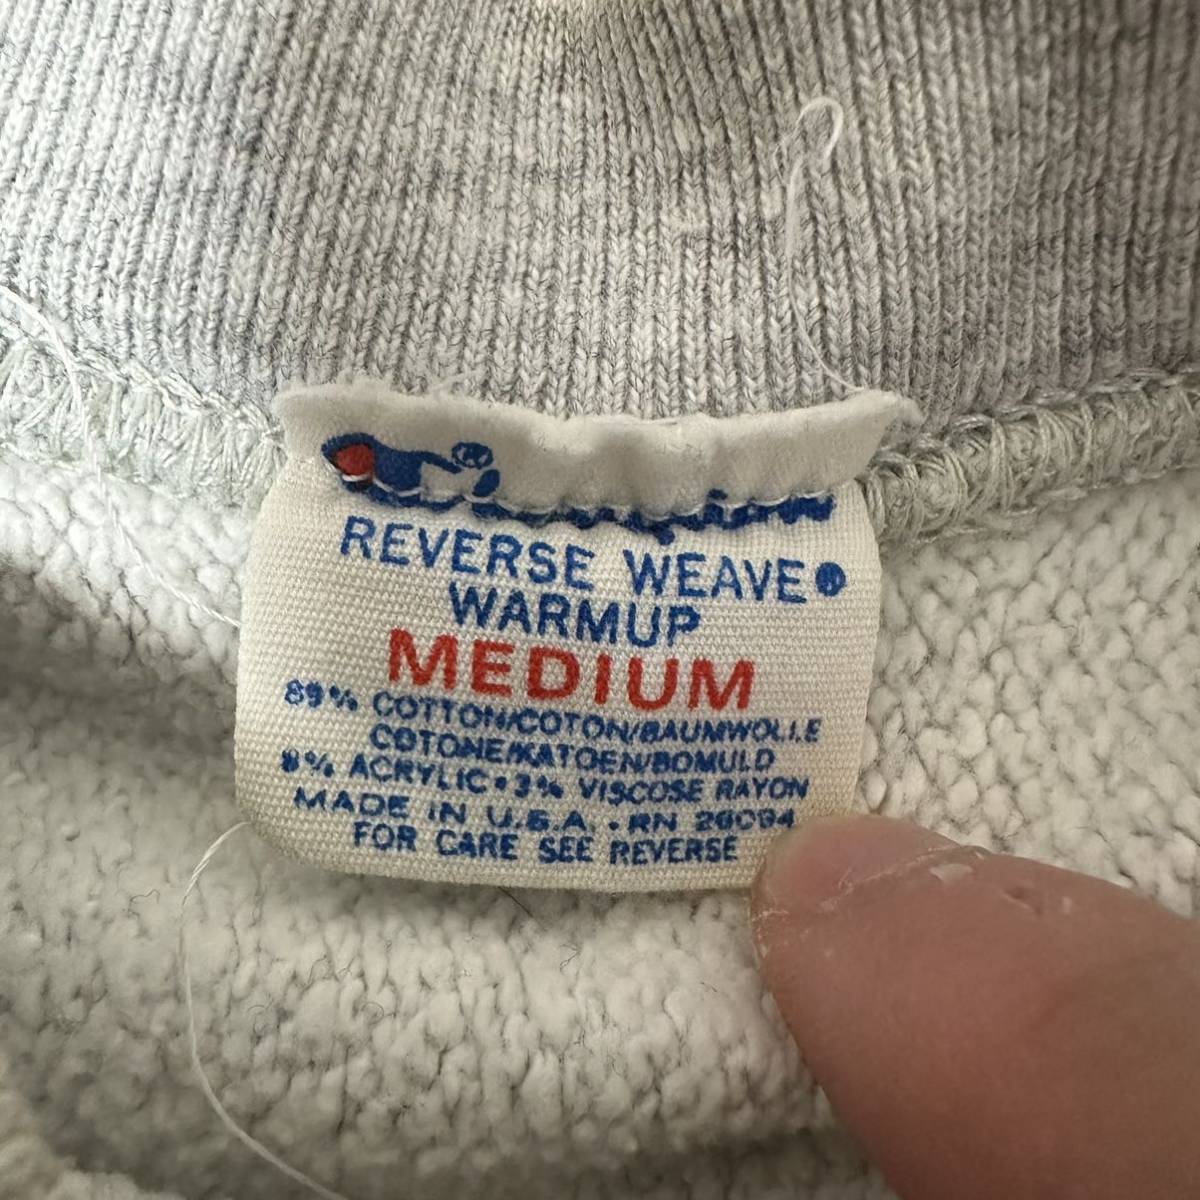 Champion
REVERSE WEAVE®
WARMUP
MEDIUM
89% COTTON/COTON/BAUMWOLLE
COTONE/KATOEN/BOMULD
8% ACRYLIC•3% VISCOSE RAYON
MADE IN U.S.A. • RN 26094
FOR CARE SEE REVERSE